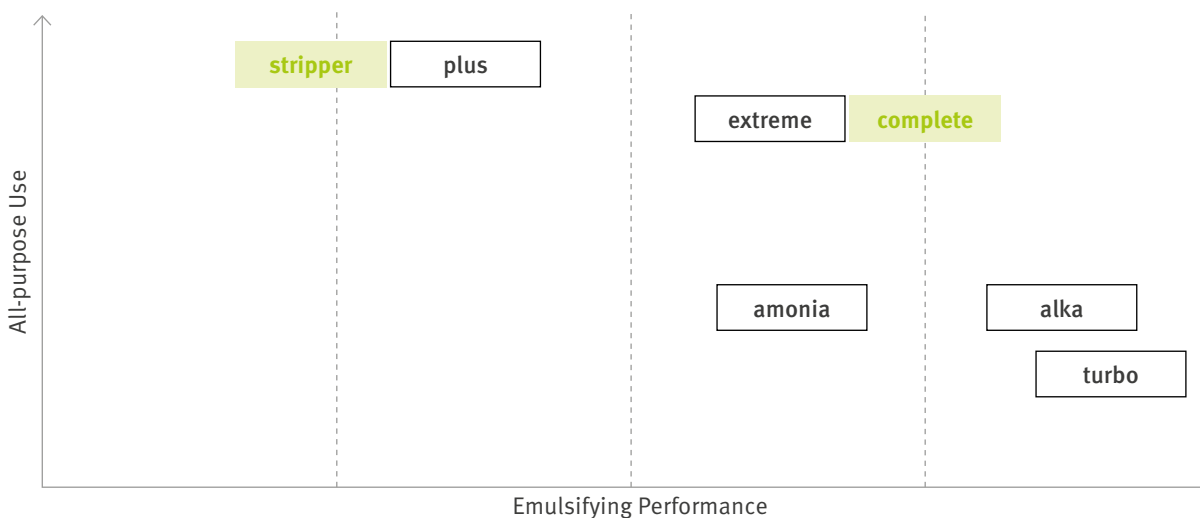 stripper
plus
extreme
complete
All-purpose Use
amonia
alka
turbo
Emulsifying Performance